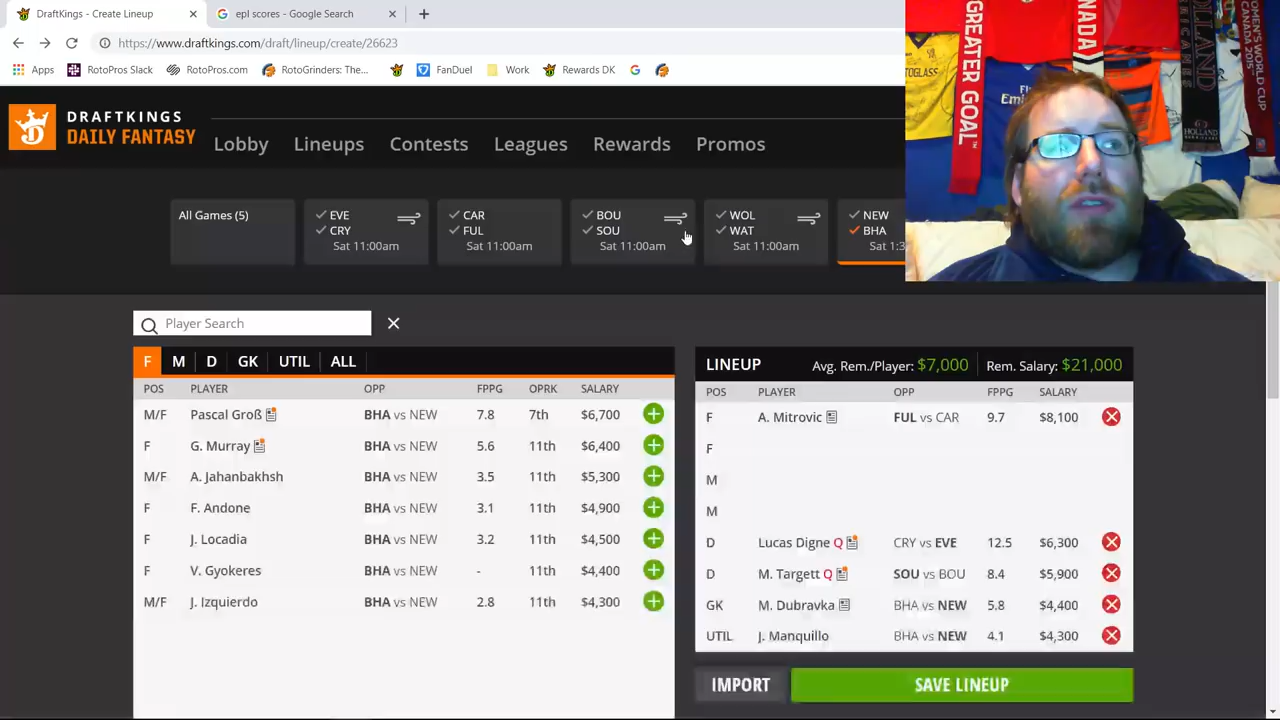 DraftKings - Create Lineup
epl scores - Google Search
https://www.draftkings.com/draft/lineup/create/26623
Apps RotoPros Slack RotoPros.com RotoGrinders: The... FanDuel Work Rewards DK
DRAFTKINGS
DAILY FANTASY
Lobby Lineups Contests Leagues Rewards Promos
All Games (5)
EVE
CRY
Sat 11:00am
CAR
FUL
Sat 11:00am
BOU
SOU
Sat 11:00am
WOL
WAT
Sat 11:00am
NEW
BHA
Sat 1:3
GREATER GOAL™
NADA
HOLLAND
WOMEN'S WORLD CUP
CANADA 2015
Player Search
F M D GK UTIL ALL
POS PLAYER OPP FPPG OPRK SALARY
M/F Pascal Groß BHA vs NEW 7.8 7th $6,700
F G. Murray BHA vs NEW 5.6 11th $6,400
M/F A. Jahanbakhsh BHA vs NEW 3.5 11th $5,300
F F. Andone BHA vs NEW 3.1 11th $4,900
F J. Locadia BHA vs NEW 3.2 11th $4,500
F V. Gyokeres BHA vs NEW - 11th $4,400
M/F J. Izquierdo BHA vs NEW 2.8 11th $4,300
LINEUP Avg. Rem./Player: $7,000 Rem. Salary: $21,000
POS PLAYER OPP FPPG SALARY
F A. Mitrovic FUL vs CAR 9.7 $8,100
F
M
M
D Lucas Digne Q CRY vs EVE 12.5 $6,300
D M. Targett Q SOU vs BOU 8.4 $5,900
GK M. Dubravka BHA vs NEW 5.8 $4,400
UTIL J. Manquillo BHA vs NEW 4.1 $4,300
IMPORT SAVE LINEUP